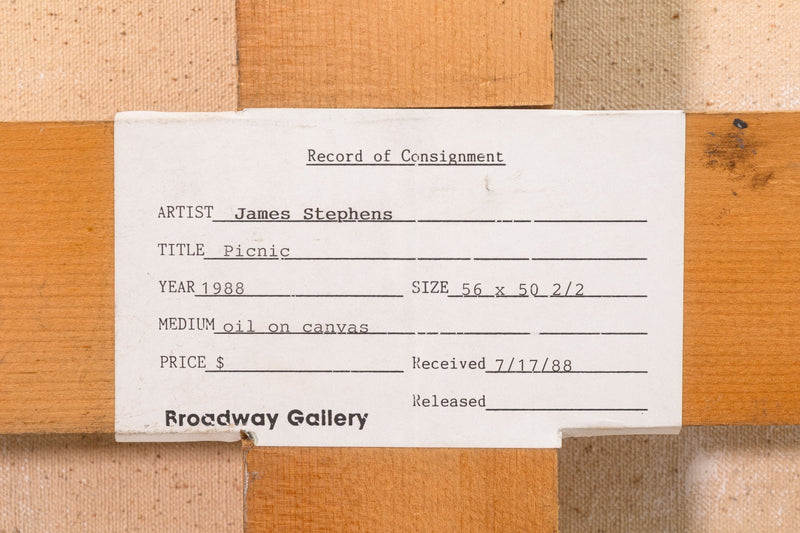 Record of Consignment
ARTIST James Stephens
TITLE Picnic
YEAR 1988 SIZE 56 x 50 2/2
MEDIUM oil on canvas
PRICE $ Received 7/17/88
Released
Broadway Gallery